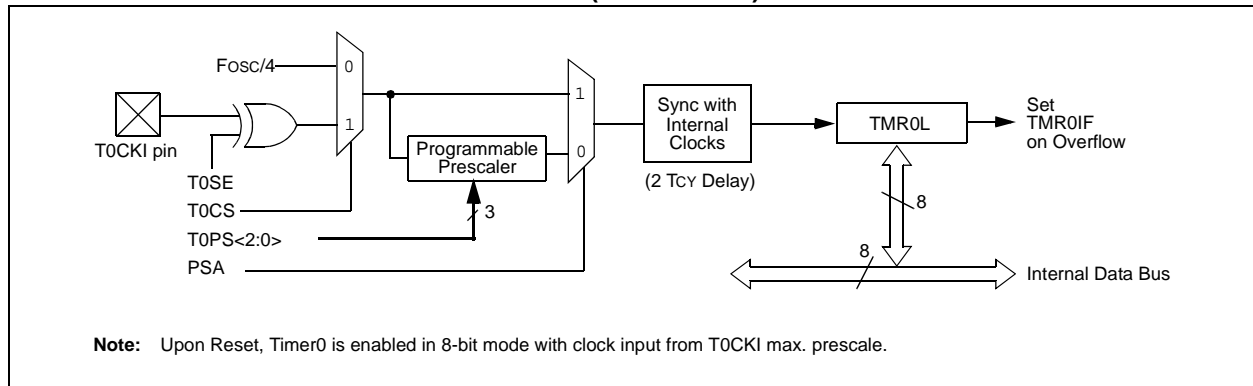 Fosc/4
0
1
T0CKI pin
T0SE
T0CS
T0PS<2:0>
PSA
Programmable
Prescaler
3
1
0
Sync with
Internal
Clocks
(2 TCY Delay)
TMR0L
Set
TMR0IF
on Overflow
8
8
Internal Data Bus
Note: Upon Reset, Timer0 is enabled in 8-bit mode with clock input from T0CKI max. prescale.